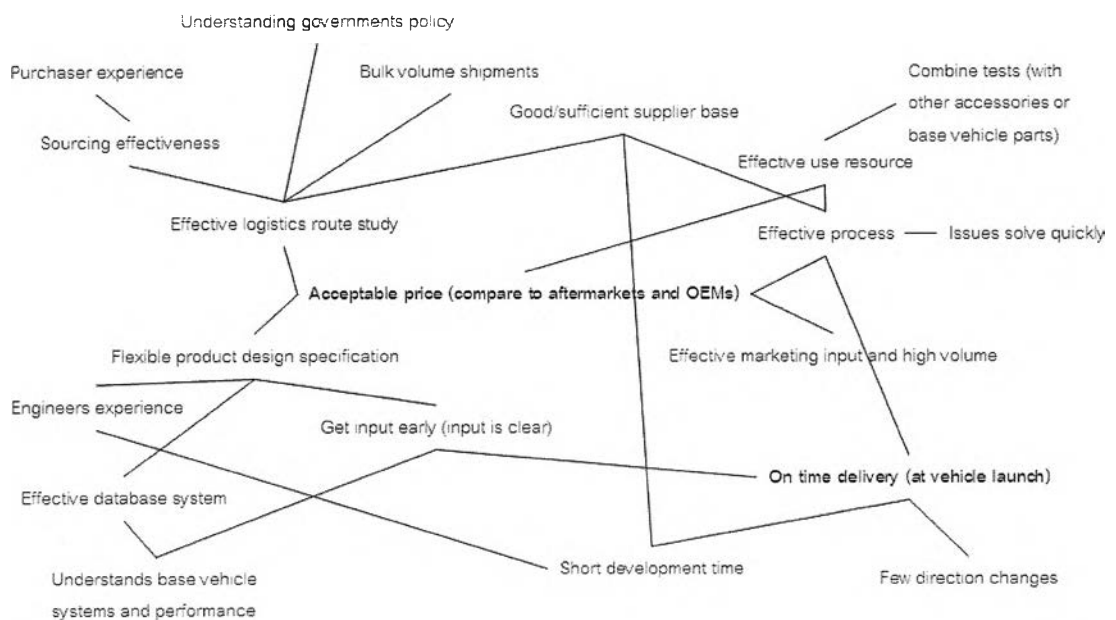 Understanding governments policy
Purchaser experience
Bulk volume shipments
Combine tests (with
other accessories or
base vehicle parts)
Good/sufficient supplier base
Sourcing effectiveness
Effective use resource
Effective logistics route study
Effective process
Issues solve quickly
Acceptable price (compare to aftermarkets and OEMs)
Flexible product design specification
Effective marketing input and high volume
Engineers experience
Get input early (input is clear)
On time delivery (at vehicle launch)
Effective database system
Understands base vehicle
systems and performance
Short development time
Few direction changes